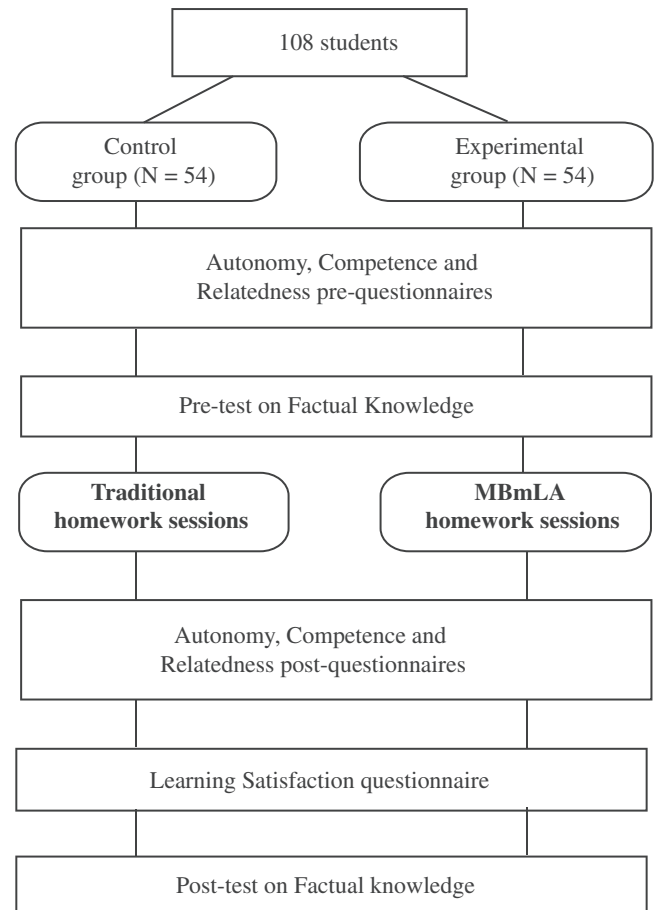 108 students
Control
group (N = 54)
Experimental
group (N = 54)
Autonomy, Competence and
Relatedness pre-questionnaires
Pre-test on Factual Knowledge
Traditional
homework sessions
MBmLA
homework sessions
Autonomy, Competence and
Relatedness post-questionnaires
Learning Satisfaction questionnaire
Post-test on Factual knowledge